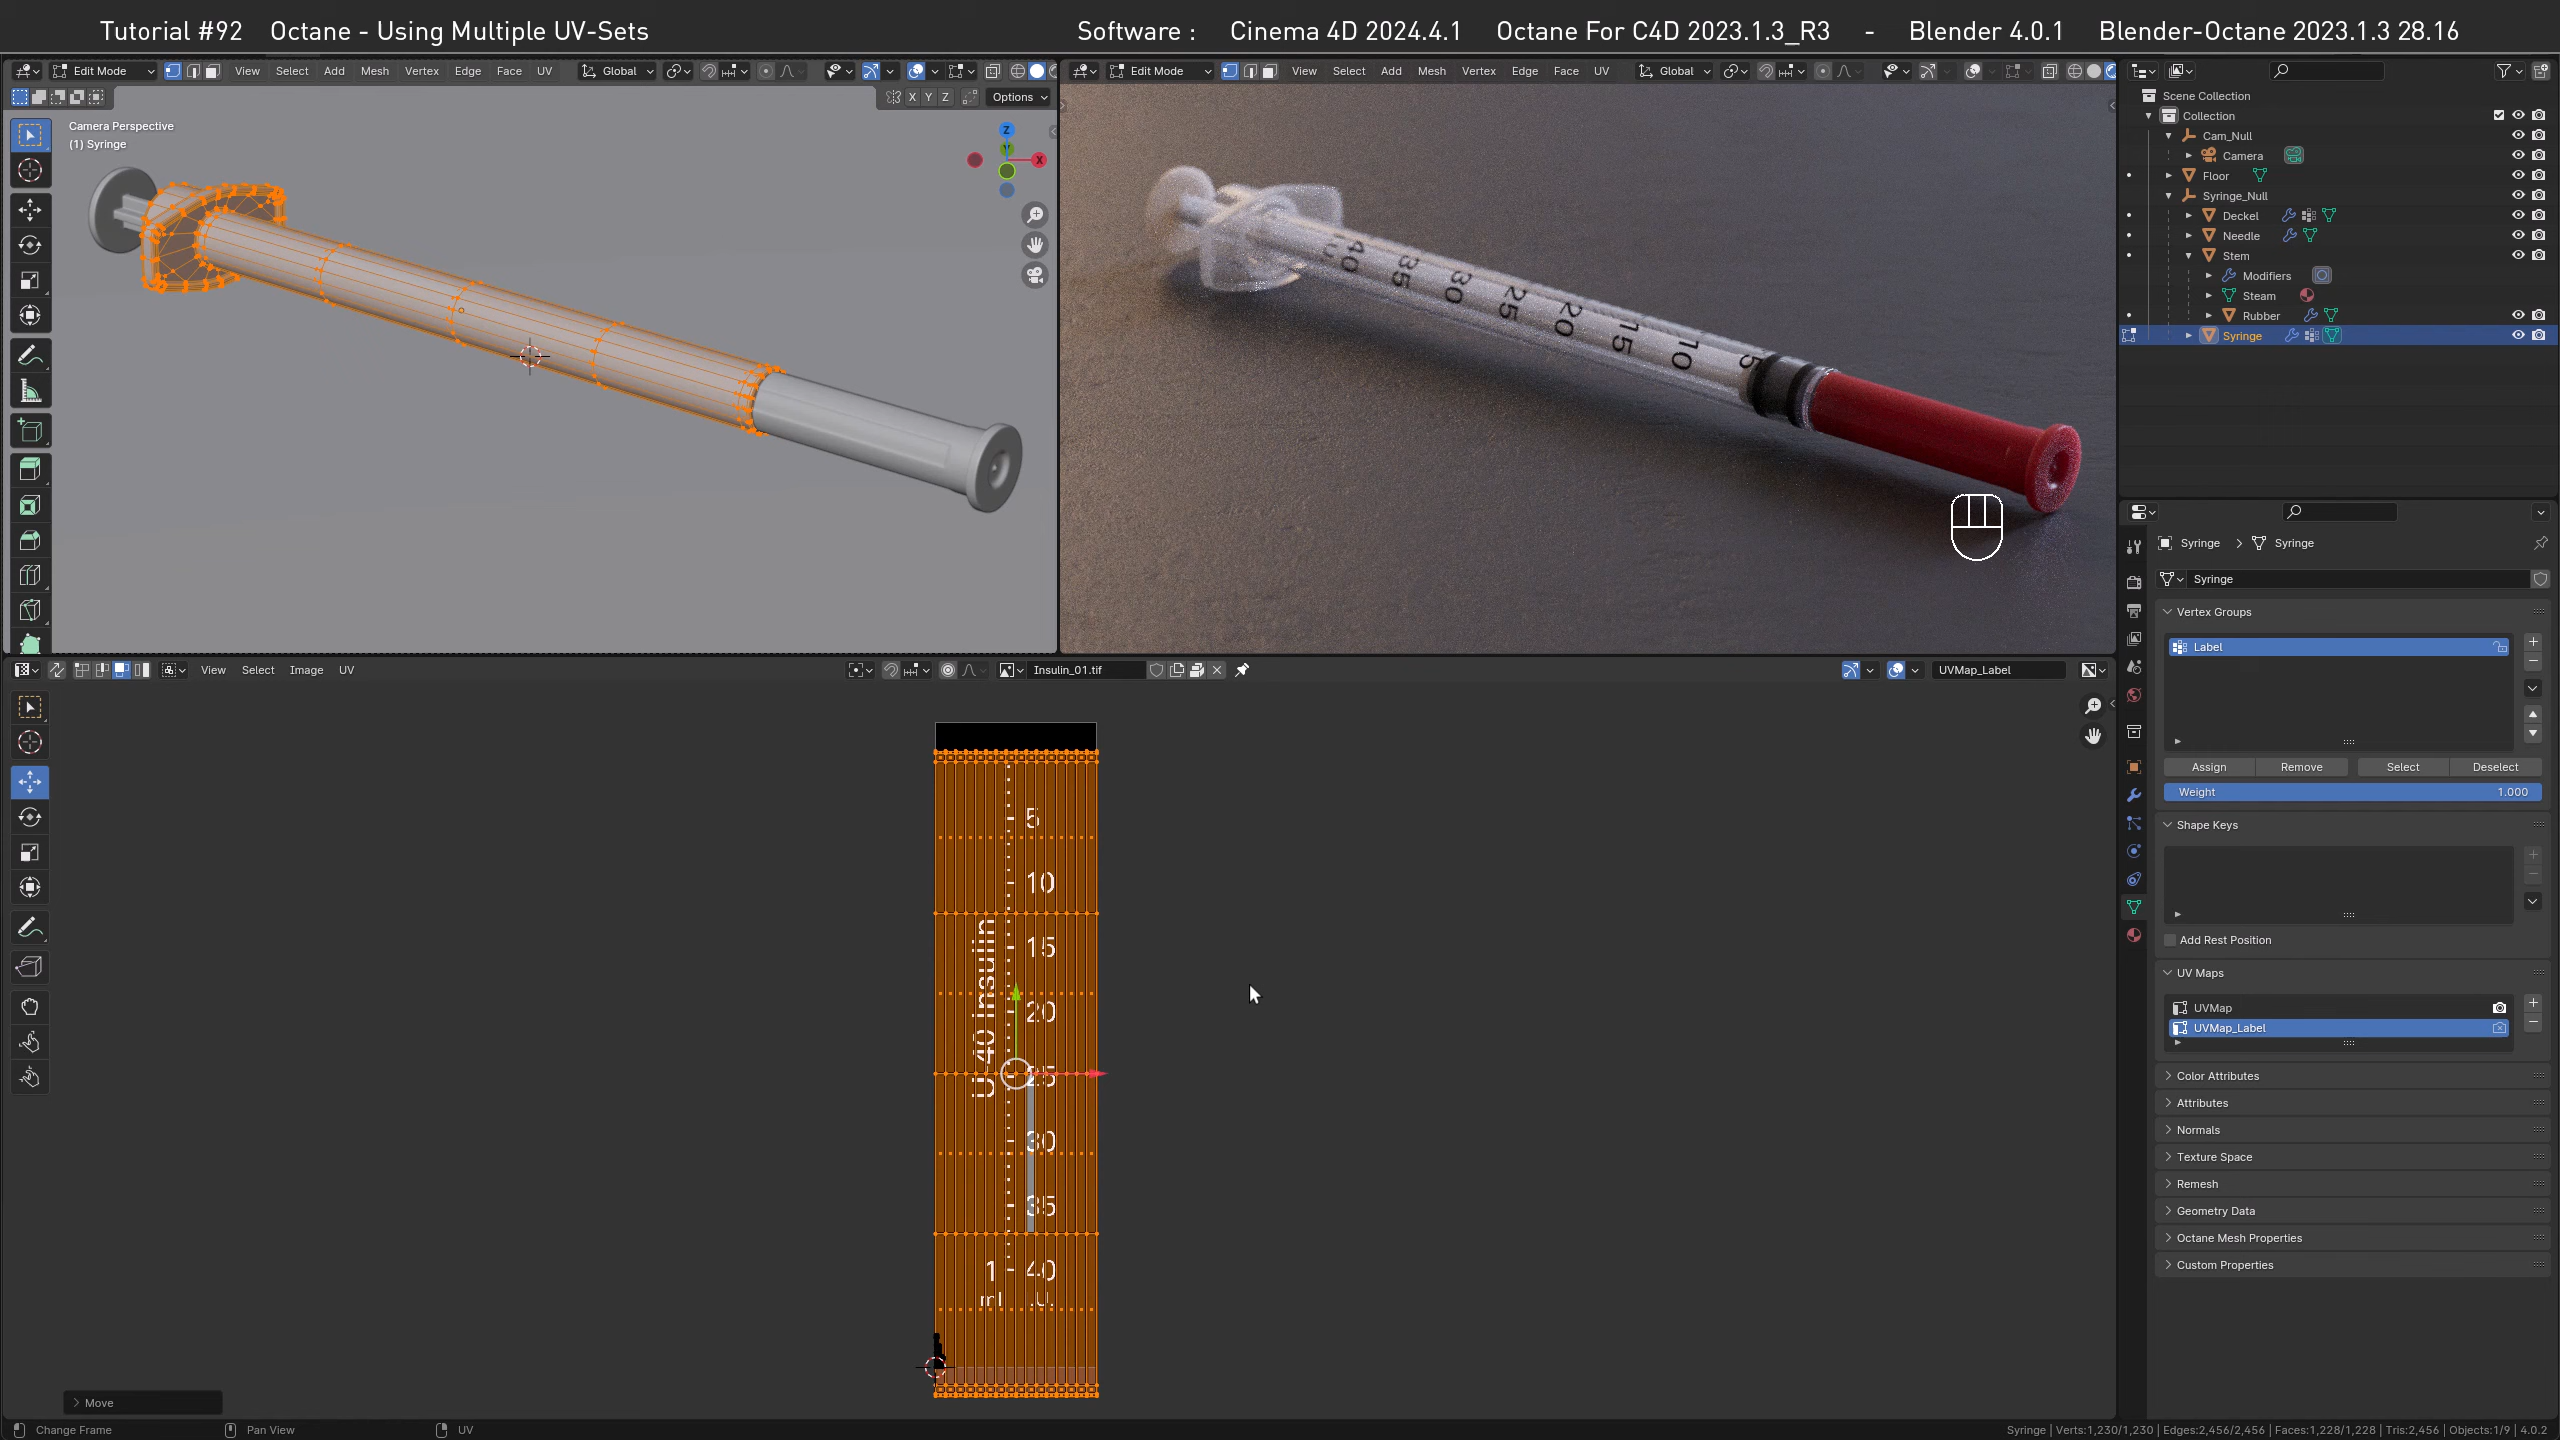 Tutorial #92 Octane - Using Multiple UV-Sets Software : Cinema 4D 2024.4.1 Octane For C4D 2023.1.3_R3 - Blender 4.0.1 Blender-Octane 2023.1.3 28.16
Edit Mode View Select Add Mesh Vertex Edge Face UV Global
Edit Mode View Select Add Mesh Vertex Edge Face UV Global
X Y Z Options
Camera Perspective
(1) Syringe
Z
Y
X
40
35
30
25
20
15
10
5
Scene Collection
Collection
Cam_Null
Camera
Floor
Syringe_Null
Deckel
Needle
Stem
Modifiers
Steam
Rubber
Syringe
Syringe > Syringe
Syringe
Vertex Groups
Label
Assign Remove Select Deselect
Weight 1.000
Shape Keys
Add Rest Position
UV Maps
UVMap
UVMap_Label
Color Attributes
Attributes
Normals
Texture Space
Remesh
Geometry Data
Octane Mesh Properties
Custom Properties
View Select Image UV Insulin_01.tif UVMap_Label
5
10
15
20
25
30
35
1 - 40
ml .U.
U-40 Insulin
Move
Change Frame Pan View UV Syringe | Verts:1,230/1,230 | Edges:2,456/2,456 | Faces:1,228/1,228 | Tris:2,456 | Objects:1/9 | 4.0.2